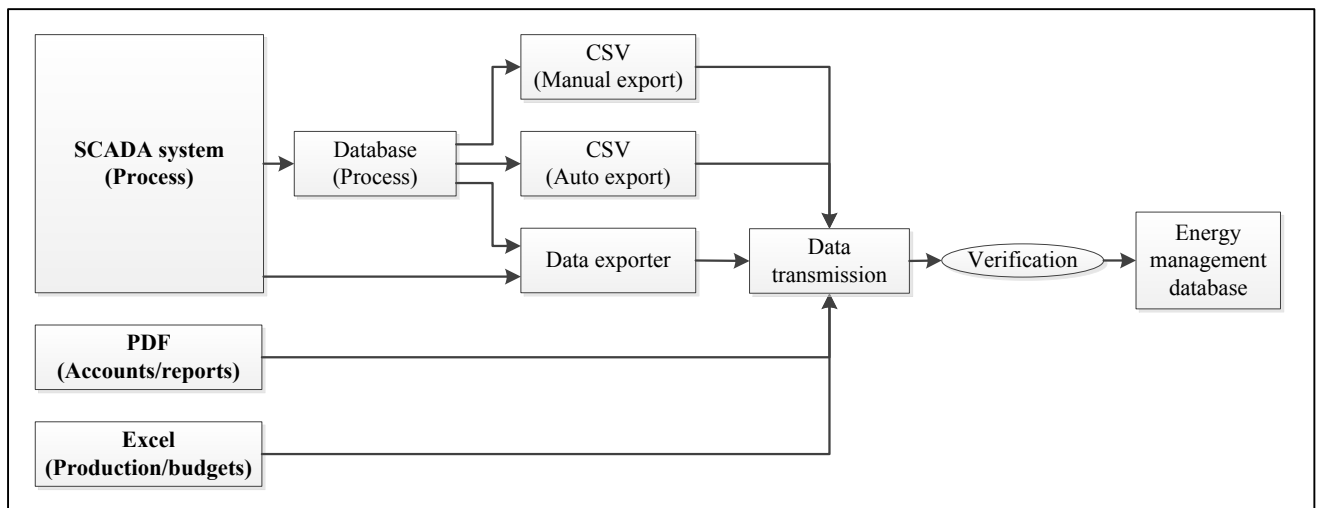 SCADA system
(Process)
Database
(Process)
CSV
(Manual export)
CSV
(Auto export)
Data exporter
Data
transmission
Verification
Energy
management
database
PDF
(Accounts/reports)
Excel
(Production/budgets)